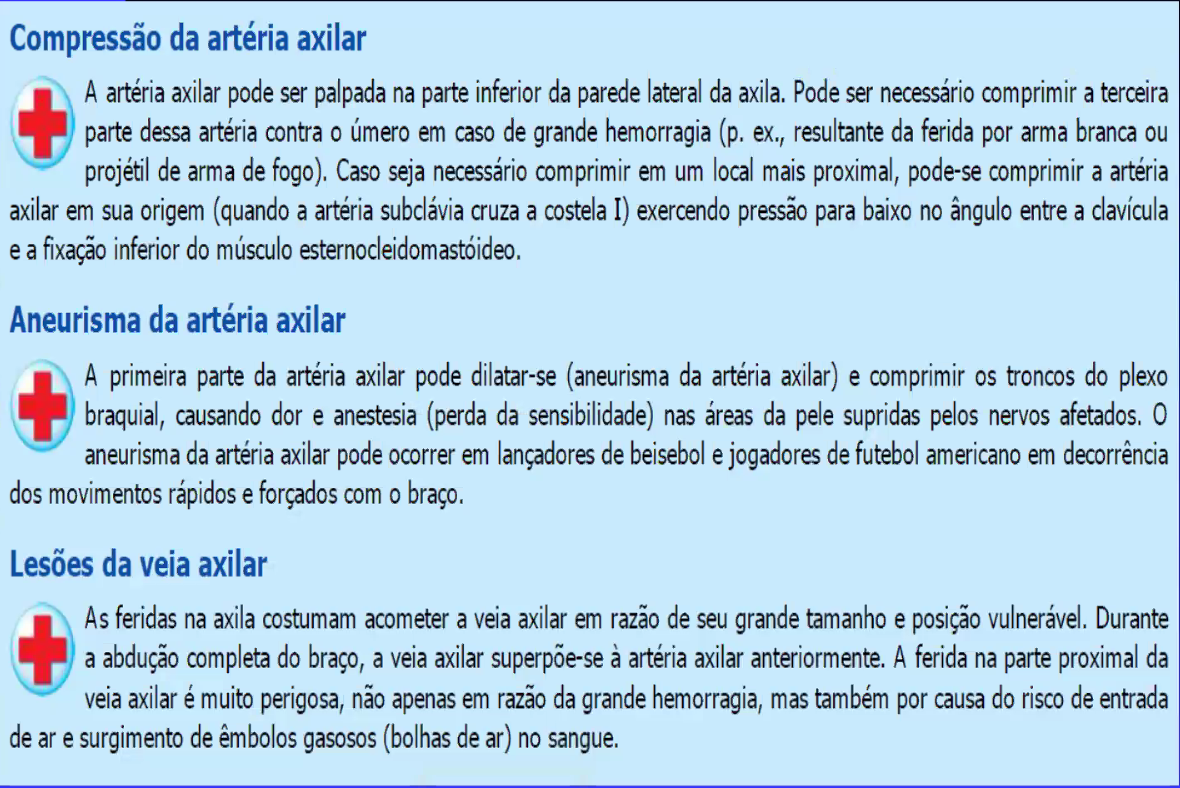 Compressão da artéria axilar
A artéria axilar pode ser palpada na parte inferior da parede lateral da axila. Pode ser necessário comprimir a terceira
parte dessa artéria contra o úmero em caso de grande hemorragia (p. ex., resultante da ferida por arma branca ou
projétil de arma de fogo). Caso seja necessário comprimir em um local mais proximal, pode-se comprimir a artéria
axilar em sua origem (quando a artéria subclávia cruza a costela I) exercendo pressão para baixo no ângulo entre a clavícula
e a fixação inferior do músculo esternocleidomastóideo.
Aneurisma da artéria axilar
A primeira parte da artéria axilar pode dilatar-se (aneurisma da artéria axilar) e comprimir os troncos do plexo
braquial, causando dor e anestesia (perda da sensibilidade) nas áreas da pele supridas pelos nervos afetados. O
aneurisma da artéria axilar pode ocorrer em lançadores de beisebol e jogadores de futebol americano em decorrência
dos movimentos rápidos e forçados com o braço.
Lesões da veia axilar
As feridas na axila costumam acometer a veia axilar em razão de seu grande tamanho e posição vulnerável. Durante
a abdução completa do braço, a veia axilar superpõe-se à artéria axilar anteriormente. A ferida na parte proximal da
veia axilar é muito perigosa, não apenas em razão da grande hemorragia, mas também por causa do risco de entrada
de ar e surgimento de êmbolos gasosos (bolhas de ar) no sangue.